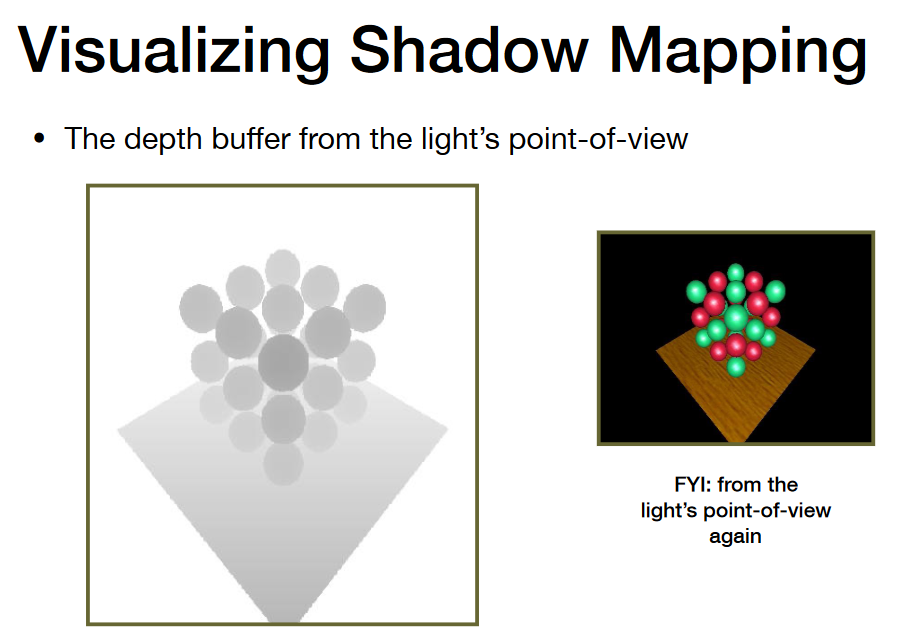 Visualizing Shadow Mapping
• The depth buffer from the light’s point-of-view
FYI: from the
light’s point-of-view
again